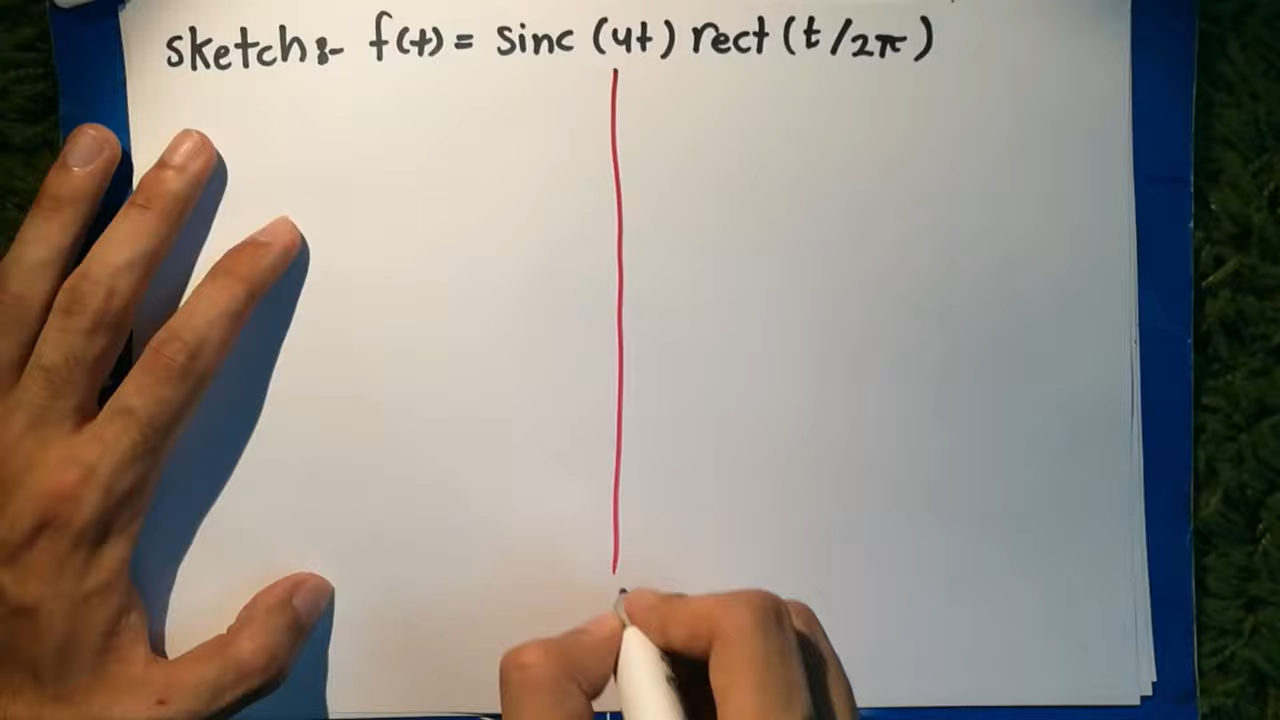 sketch:- f(t) = sinc (4t) rect (t/2π)